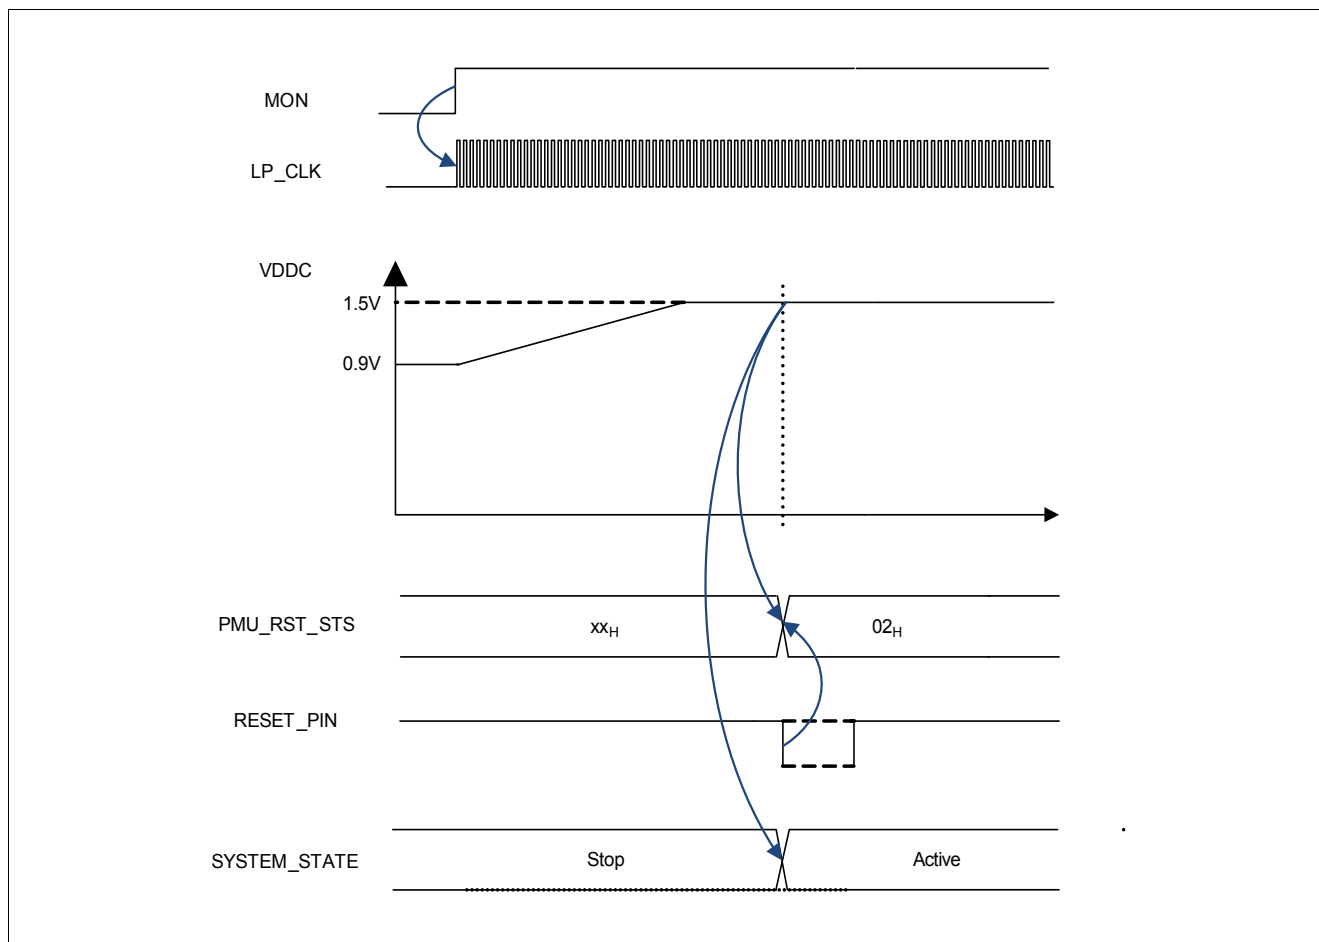 MON
LP_CLK
VDDC
1.5V
0.9V
PMU_RST_STS
xxH
02H
RESET_PIN
SYSTEM_STATE
Stop
Active